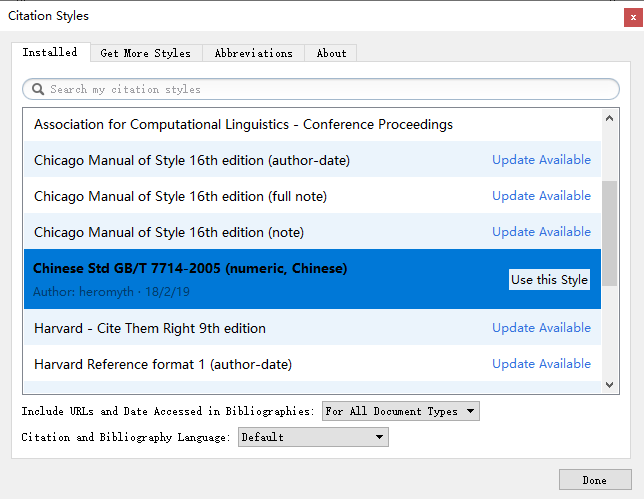 Citation Styles
x
Installed
Get More Styles
Abbreviations
About
Search my citation styles
Association for Computational Linguistics - Conference Proceedings
Chicago Manual of Style 16th edition (author-date) Update Available
Chicago Manual of Style 16th edition (full note) Update Available
Chicago Manual of Style 16th edition (note) Update Available
Chinese Std GB/T 7714-2005 (numeric, Chinese)
Author: heromyth · 18/2/19
Use this Style
Harvard - Cite Them Right 9th edition Update Available
Harvard Reference format 1 (author-date) Update Available
Include URLs and Date Accessed in Bibliographies: For All Document Types
Citation and Bibliography Language: Default
Done